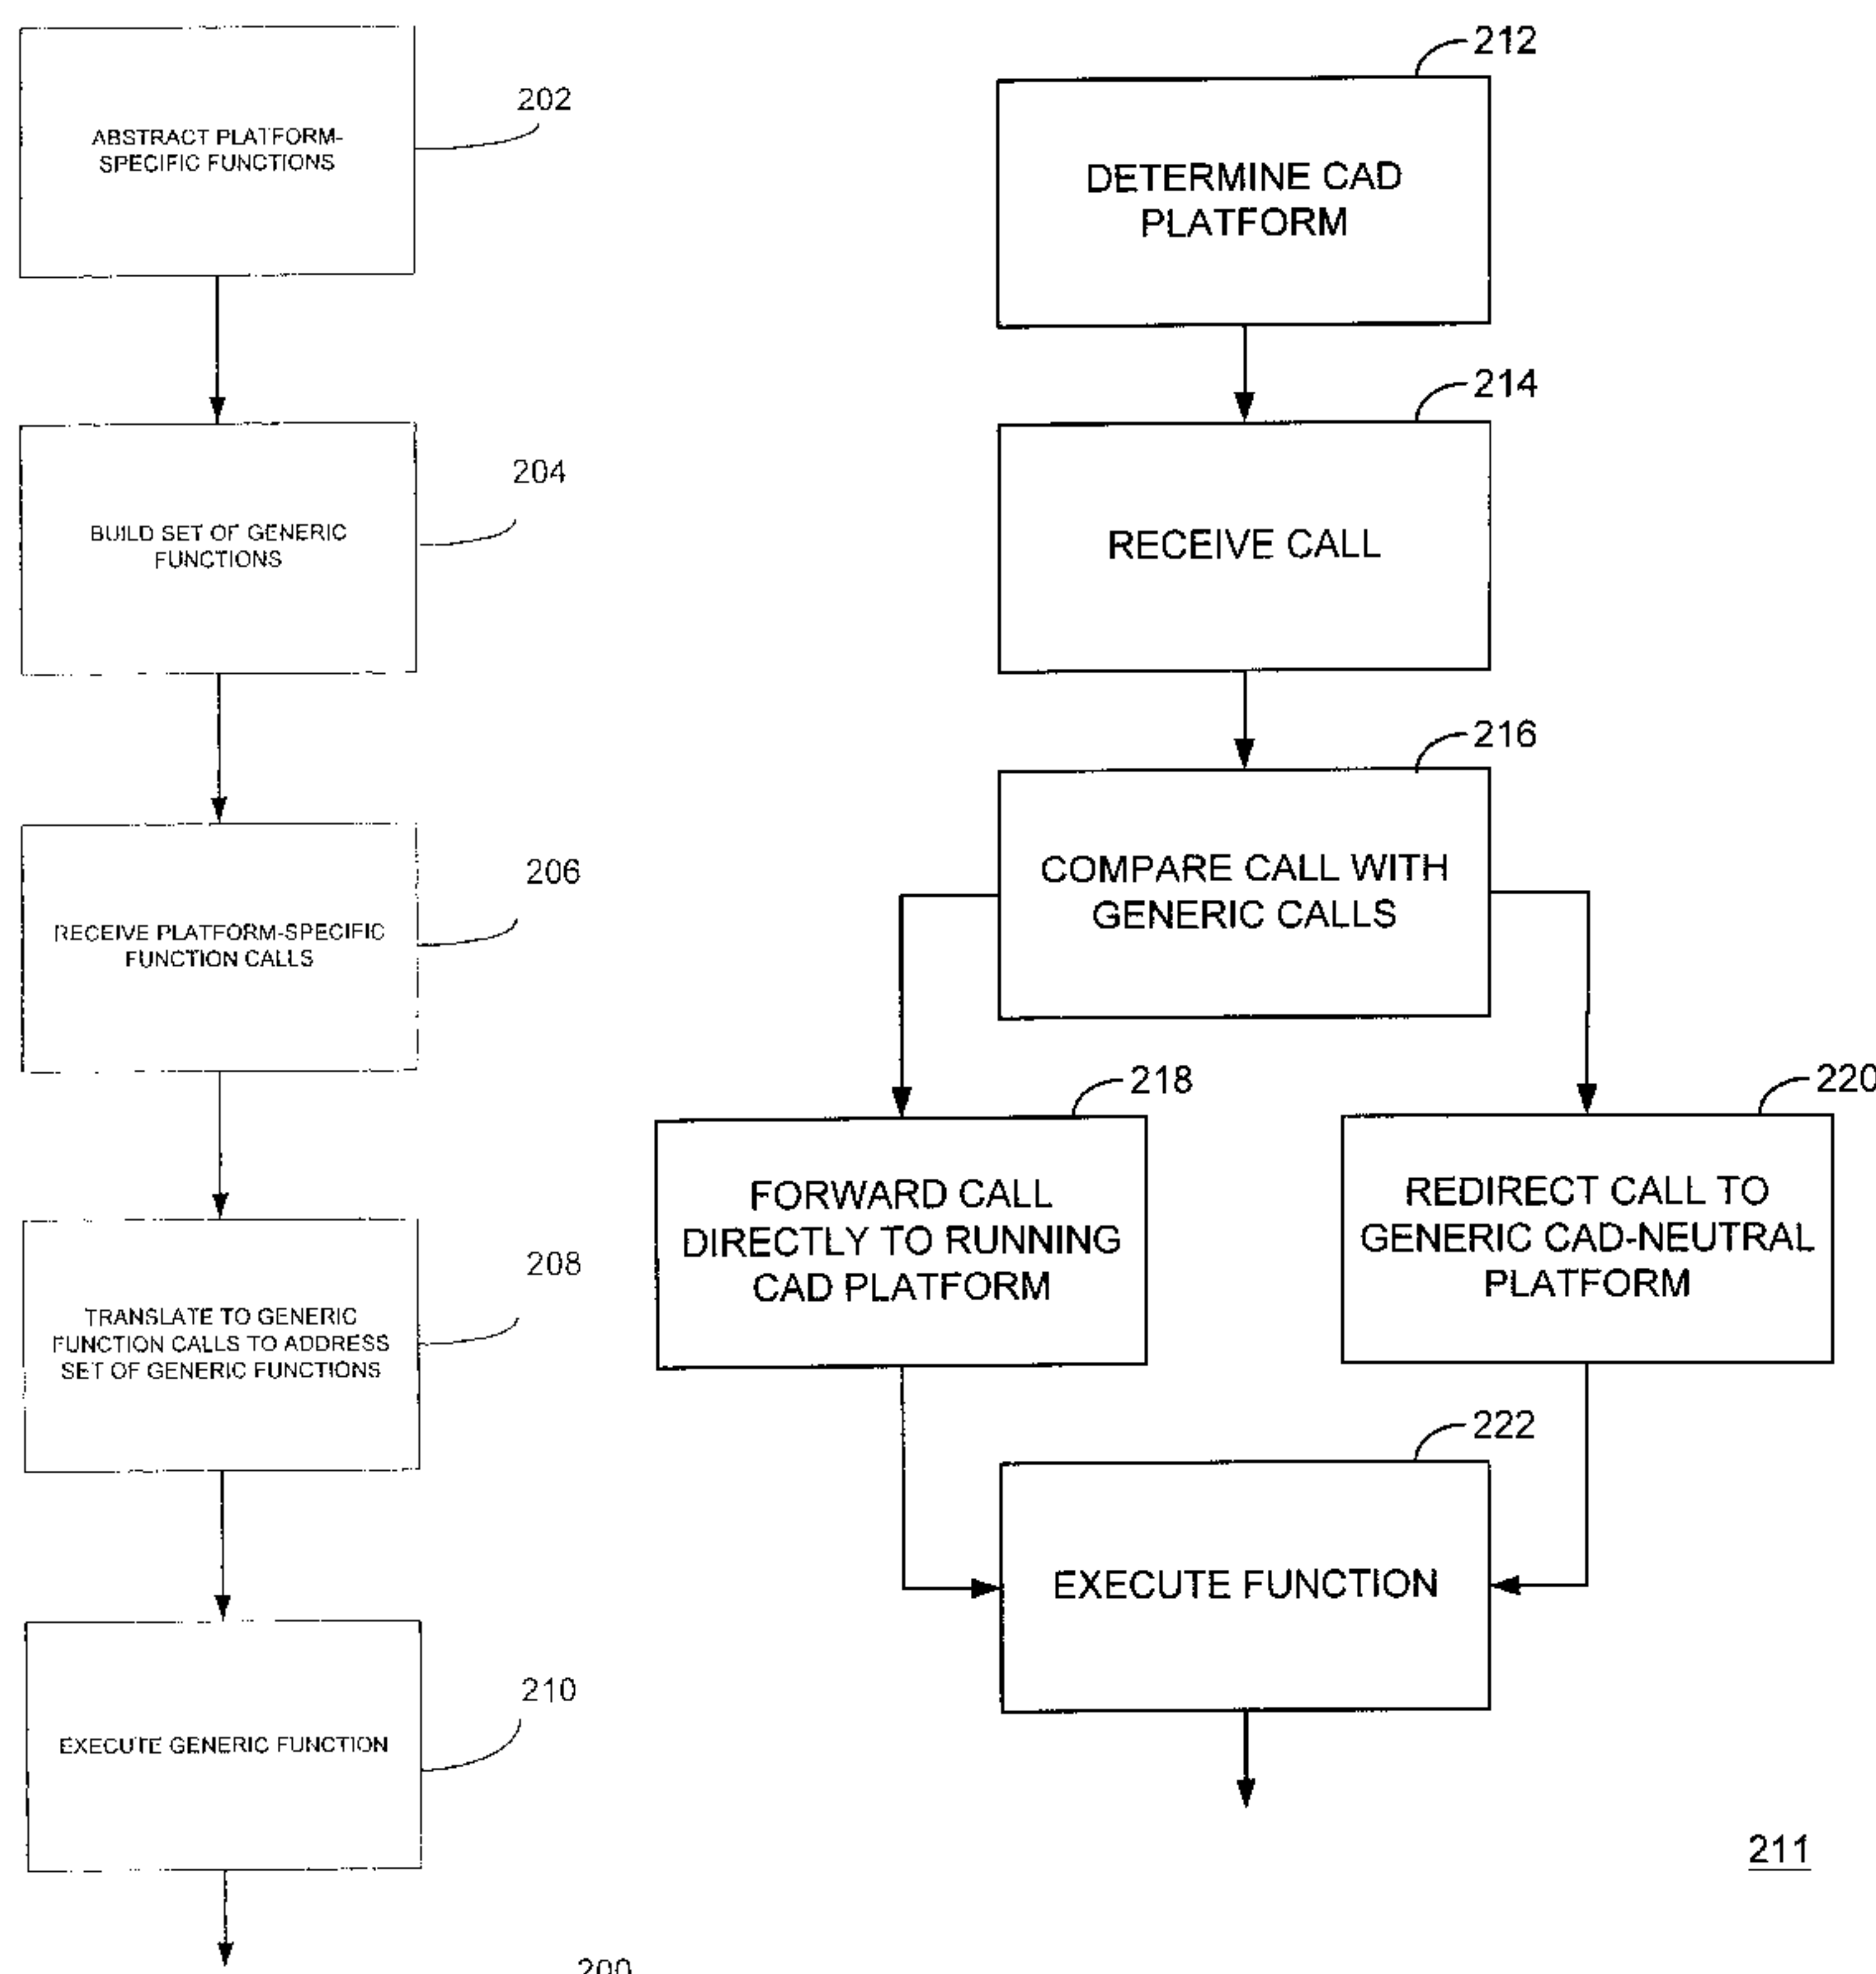 202
ABSTRACT PLATFORM-
SPECIFIC FUNCTIONS
204
BUILD SET OF GENERIC
FUNCTIONS
206
RECEIVE PLATFORM-SPECIFIC
FUNCTION CALLS
208
TRANSLATE TO GENERIC
FUNCTION CALLS TO ADDRESS
SET OF GENERIC FUNCTIONS
210
EXECUTE GENERIC FUNCTION
200
212
DETERMINE CAD
PLATFORM
214
RECEIVE CALL
216
COMPARE CALL WITH
GENERIC CALLS
218
FORWARD CALL
DIRECTLY TO RUNNING
CAD PLATFORM
220
REDIRECT CALL TO
GENERIC CAD-NEUTRAL
PLATFORM
222
EXECUTE FUNCTION
211